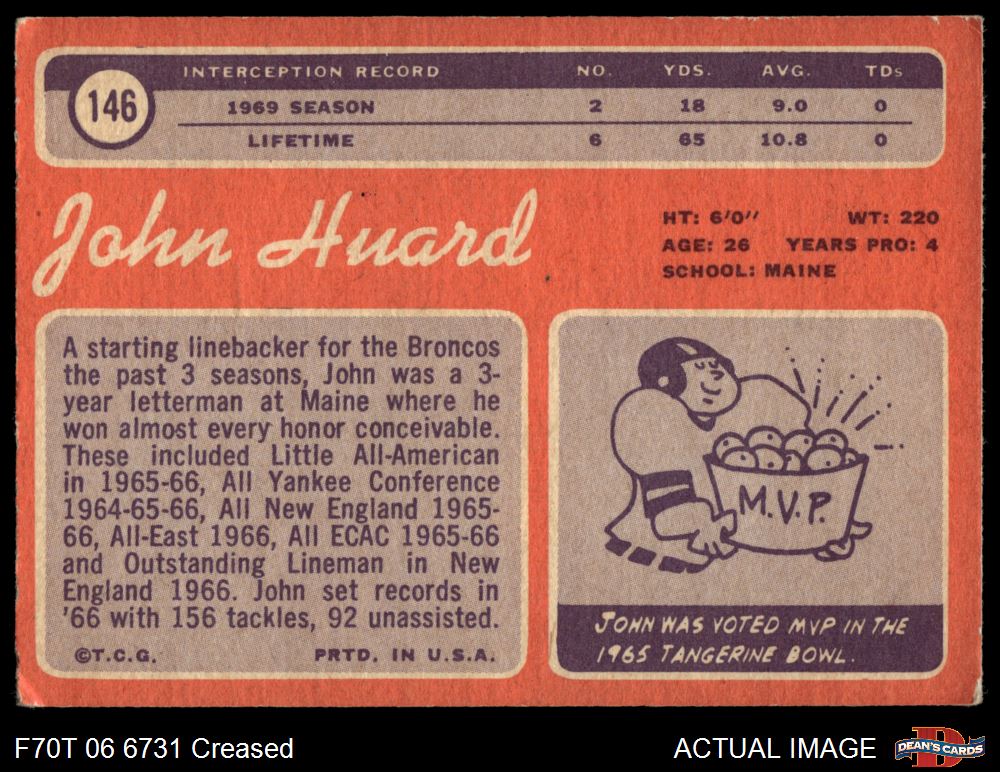 146
INTERCEPTION RECORD NO. YDS. AVG. TDs
1969 SEASON 2 18 9.0 0
LIFETIME 6 65 10.8 0
John Huard
HT: 6'0" WT: 220
AGE: 26 YEARS PRO: 4
SCHOOL: MAINE
A starting linebacker for the Broncos
the past 3 seasons, John was a 3-
year letterman at Maine where he
won almost every honor conceivable.
These included Little All-American
in 1965-66, All Yankee Conference
1964-65-66, All New England 1965-
66, All-East 1966, All ECAC 1965-66
and Outstanding Lineman in New
England 1966. John set records in
'66 with 156 tackles, 92 unassisted.
©T.C.G. PRTD. IN U.S.A.
M.V.P.
JOHN WAS VOTED MVP IN THE
1965 TANGERINE BOWL.
F70T 06 6731 Creased
ACTUAL IMAGE
DEAN'S CARDS